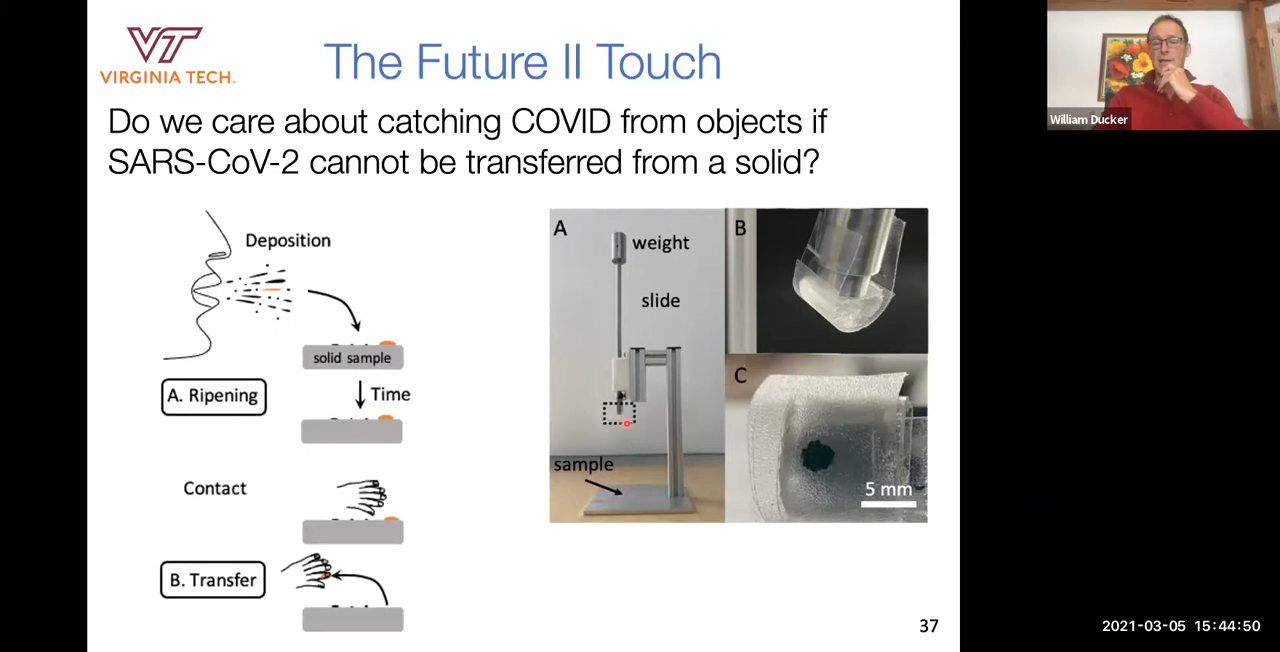 VT
VIRGINIA TECH.
The Future II Touch
Do we care about catching COVID from objects if
SARS-CoV-2 cannot be transferred from a solid?
Deposition
solid sample
A. Ripening
Time
Contact
B. Transfer
A
weight
slide
sample
B
C
5 mm
37
William Ducker
2021-03-05 15:44:50